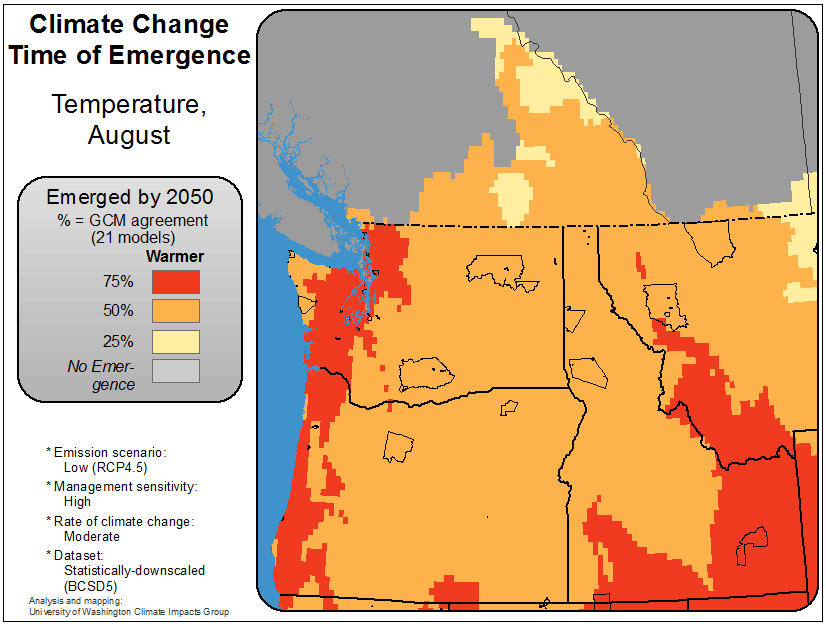 Climate Change
Time of Emergence
Temperature,
August
Emerged by 2050
% = GCM agreement
(21 models)
Warmer
75%
50%
25%
No Emer-
gence
* Emission scenario:
Low (RCP4.5)
* Management sensitivity:
High
* Rate of climate change:
Moderate
* Dataset:
Statistically-downscaled
(BCSD5)
Analysis and mapping:
University of Washington Climate Impacts Group